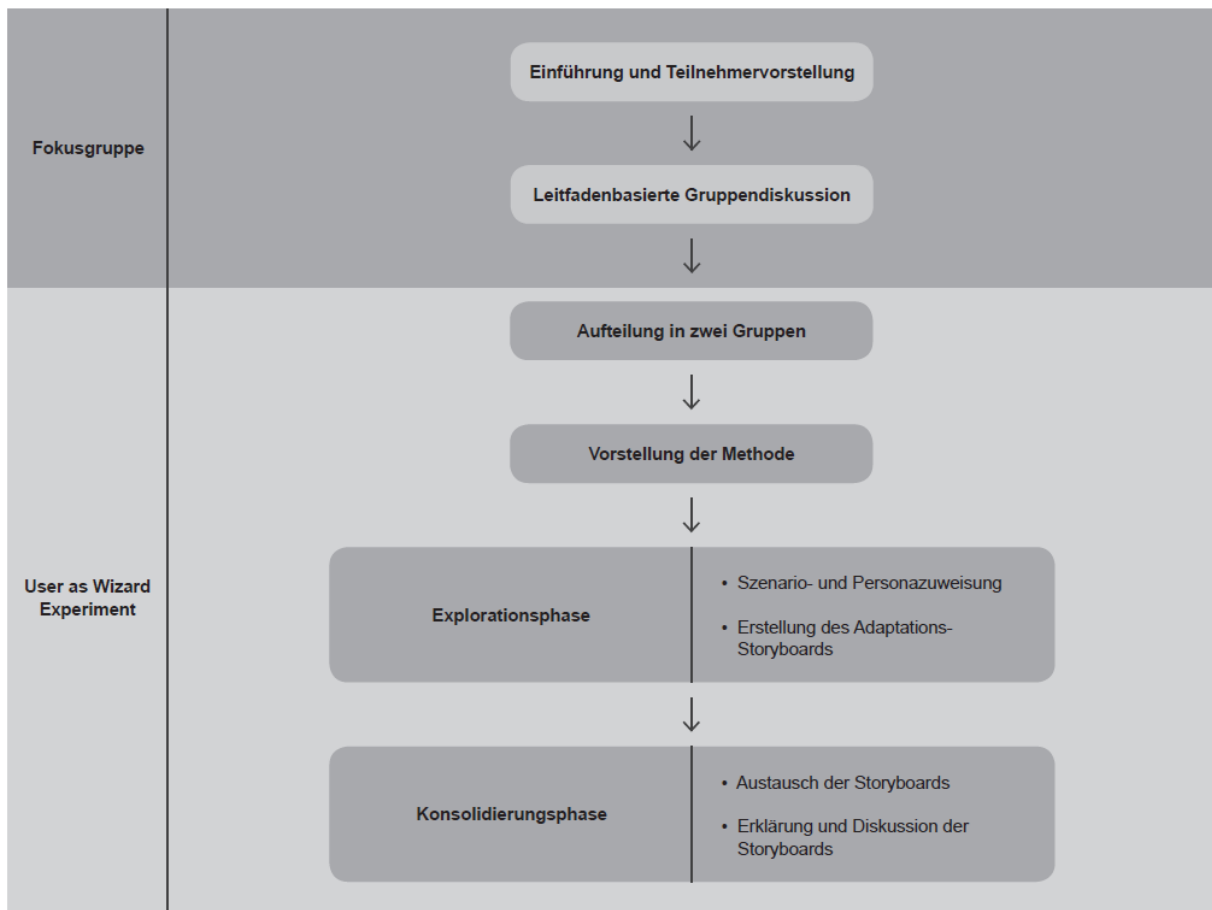 Einführung und Teilnehmervorstellung
Fokusgruppe
Leitfadenbasierte Gruppendiskussion
Aufteilung in zwei Gruppen
Vorstellung der Methode
User as Wizard
Experiment
Explorationsphase
• Szenario- und Personazuweisung
• Erstellung des Adaptations-
Storyboards
Konsolidierungsphase
• Austausch der Storyboards
• Erklärung und Diskussion der
Storyboards